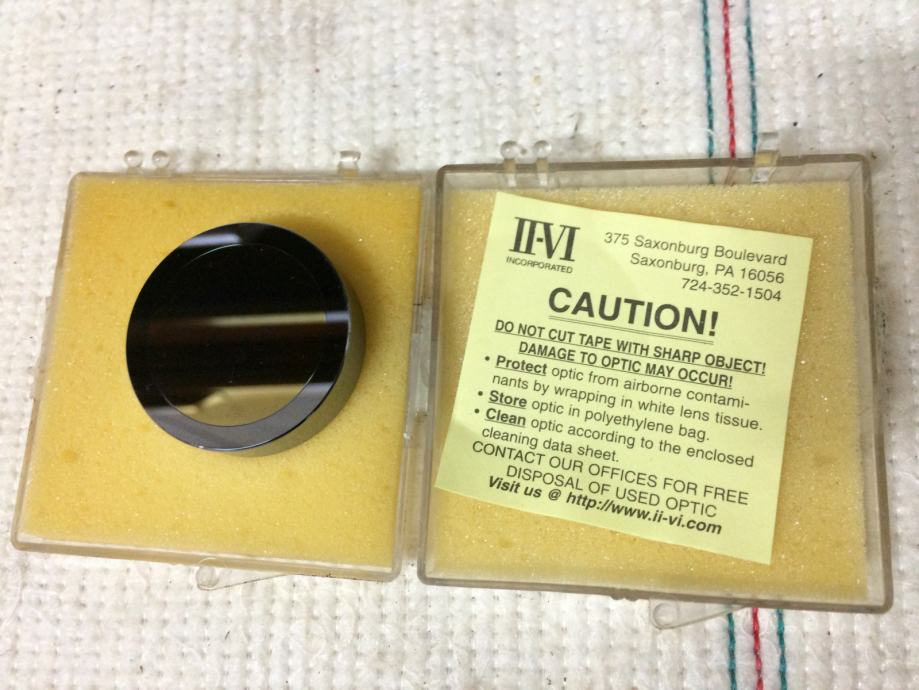 II-VI
INCORPORATED
375 Saxonburg Boulevard
Saxonburg, PA 16056
724-352-1504
CAUTION!
DO NOT CUT TAPE WITH SHARP OBJECT!
DAMAGE TO OPTIC MAY OCCUR!
• Protect optic from airborne contami-
nants by wrapping in white lens tissue.
• Store optic in polyethylene bag.
• Clean optic according to the enclosed
cleaning data sheet.
CONTACT OUR OFFICES FOR FREE
DISPOSAL OF USED OPTIC
Visit us @ http://www.ii-vi.com